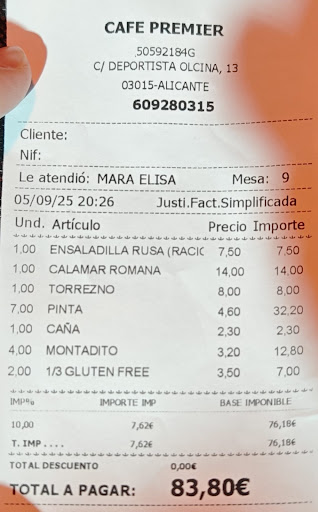 CAFE PREMIER
50592184G
C/ DEPORTISTA OLCINA, 13
03015-ALICANTE
609280315
Cliente:
Nif:
Le atendió: MARA ELISA Mesa: 9
05/09/25 20:26 Justi.Fact.Simplificada
Und. Artículo Precio Importe
1,00 ENSALADILLA RUSA (RACIC 7,50 7,50
1,00 CALAMAR ROMANA 14,00 14,00
1,00 TORREZNO 8,00 8,00
7,00 PINTA 4,60 32,20
1,00 CAÑA 2,30 2,30
4,00 MONTADITO 3,20 12,80
2,00 1/3 GLUTEN FREE 3,50 7,00
IMP% IMPORTE IMP BASE IMPONIBLE
10,00 7,62€ 76,18€
T. IMP .... 7,62€ 76,18€
TOTAL DESCUENTO 0,00€
TOTAL A PAGAR: 83,80€